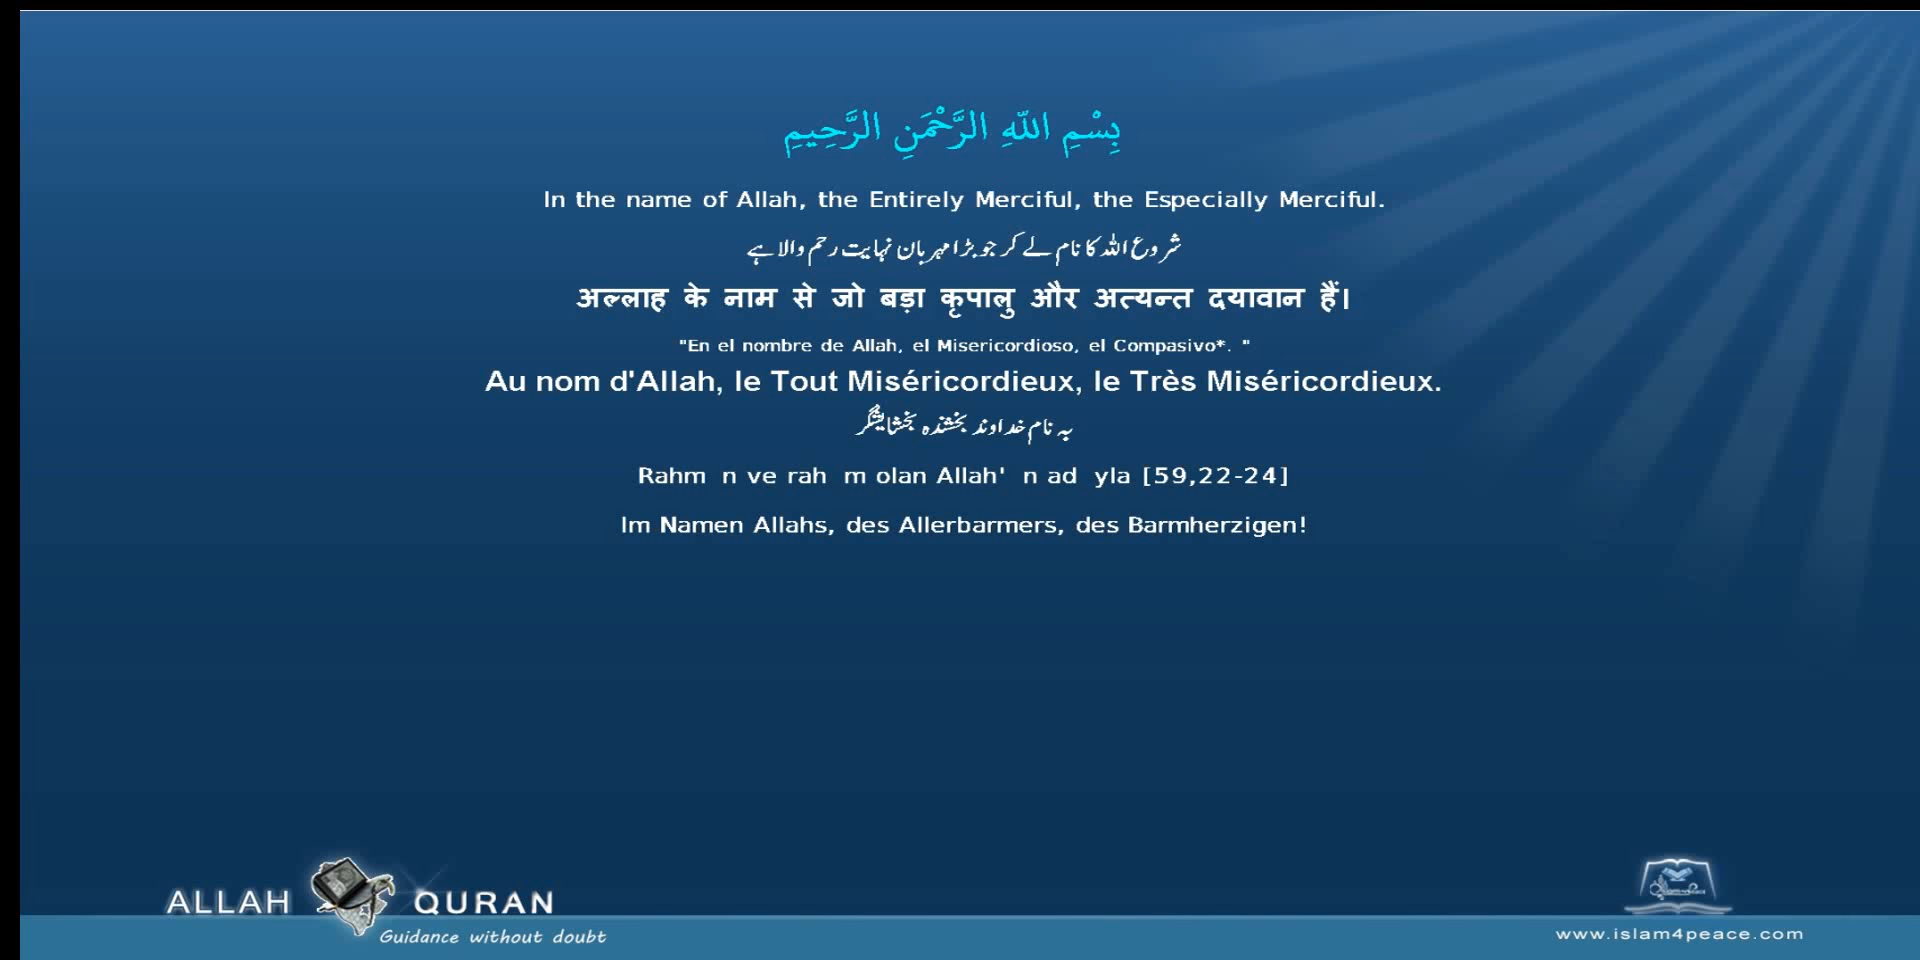 بِسْمِ اللّٰهِ الرَّحْمَنِ الرَّحِيمِ
In the name of Allah, the Entirely Merciful, the Especially Merciful.
شروع اللہ کا نام لے کر جو بڑا مہربان نہایت رحم والا ہے
अल्लाह के नाम से जो बड़ा कृपालु और अत्यन्त दयावान हैं।
"En el nombre de Allah, el Misericordioso, el Compasivo*. "
Au nom d'Allah, le Tout Miséricordieux, le Très Miséricordieux.
بہ نام خداوند بخشندہ بخشایشگر
Rahm n ve rah m olan Allah' n ad yla [59,22-24]
Im Namen Allahs, des Allerbarmers, des Barmherzigen!
ALLAH QURAN
Guidance without doubt
www.islam4peace.com